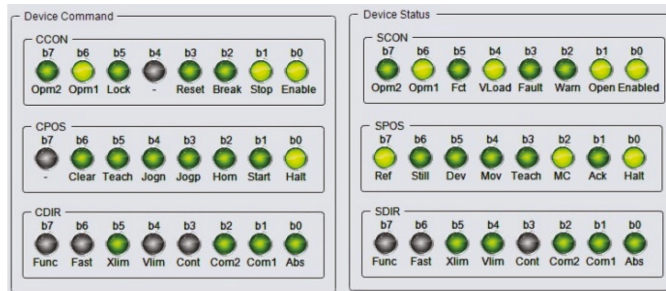 Device Command
CCON
b7 b6 b5 b4 b3 b2 b1 b0
Opm2 Opm1 Lock - Reset Break Stop Enable
CPOS
b7 b6 b5 b4 b3 b2 b1 b0
- Clear Teach Jogn Jogp Hom Start Halt
CDIR
b7 b6 b5 b4 b3 b2 b1 b0
Func Fast Xlim Vlim Cont Com2 Com1 Abs
Device Status
SCON
b7 b6 b5 b4 b3 b2 b1 b0
Opm2 Opm1 Fct VLoad Fault Warn Open Enabled
SPOS
b7 b6 b5 b4 b3 b2 b1 b0
Ref Still Dev Mov Teach MC Ack Halt
SDIR
b7 b6 b5 b4 b3 b2 b1 b0
Func Fast Xlim Vlim Cont Com2 Com1 Abs